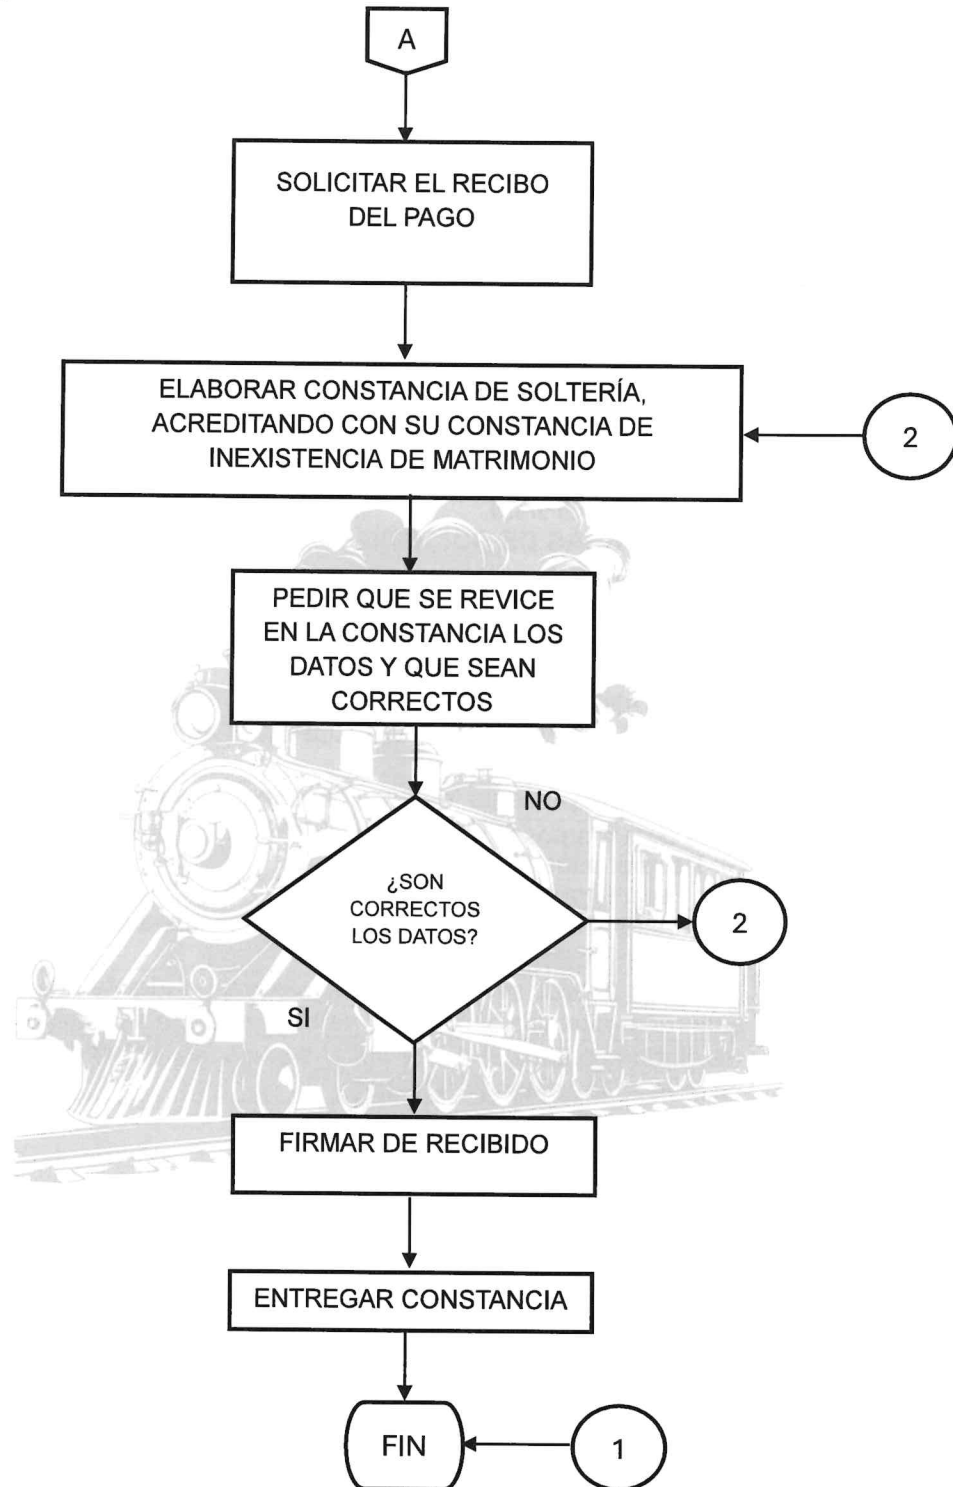 A
SOLICITAR EL RECIBO
DEL PAGO
ELABORAR CONSTANCIA DE SOLTERÍA,
ACREDITANDO CON SU CONSTANCIA DE
INEXISTENCIA DE MATRIMONIO
2
PEDIR QUE SE REVICE
EN LA CONSTANCIA LOS
DATOS Y QUE SEAN
CORRECTOS
NO
¿SON
CORRECTOS
LOS DATOS?
2
SI
FIRMAR DE RECIBIDO
ENTREGAR CONSTANCIA
FIN
1